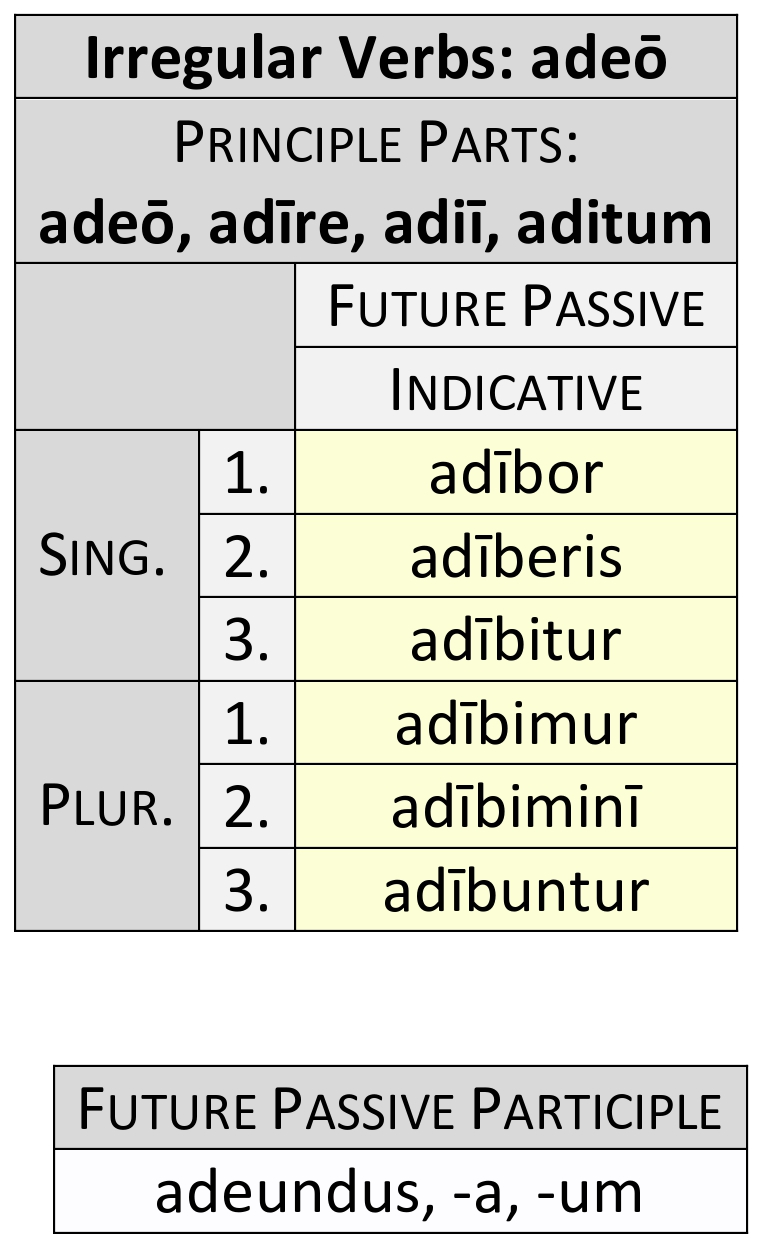 Irregular Verbs: adeō
PRINCIPLE PARTS:
adeō, adīre, adiī, aditum
FUTURE PASSIVE
INDICATIVE
SING.
1. adībor
2. adīberis
3. adībitur
PLUR.
1. adībimur
2. adībiminī
3. adībuntur
FUTURE PASSIVE PARTICIPLE
adeundus, -a, -um